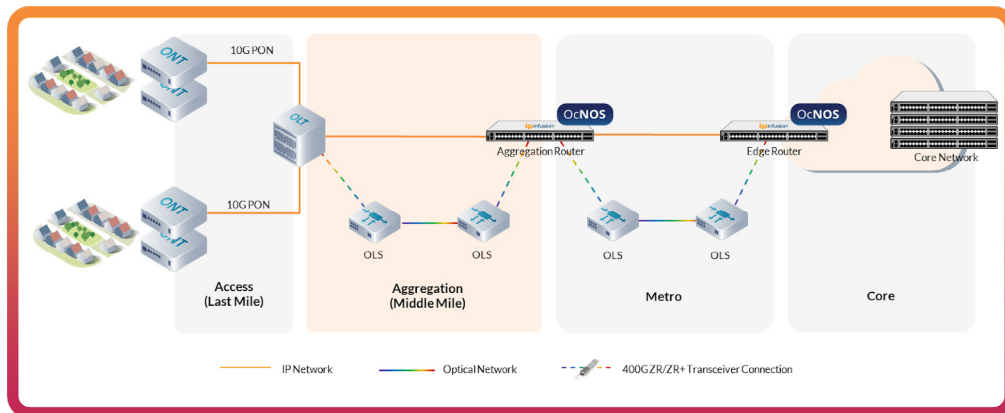 10G PON
ONT
ONT
OLT
OcNOS
ipinfusion
Aggregation Router
OcNOS
ipinfusion
Edge Router
Core Network
10G PON
ONT
ONT
OLS
OLS
OLS
OLS
Access
(Last Mile)
Aggregation
(Middle Mile)
Metro
Core
IP Network
Optical Network
400G ZR/ZR+ Transceiver Connection